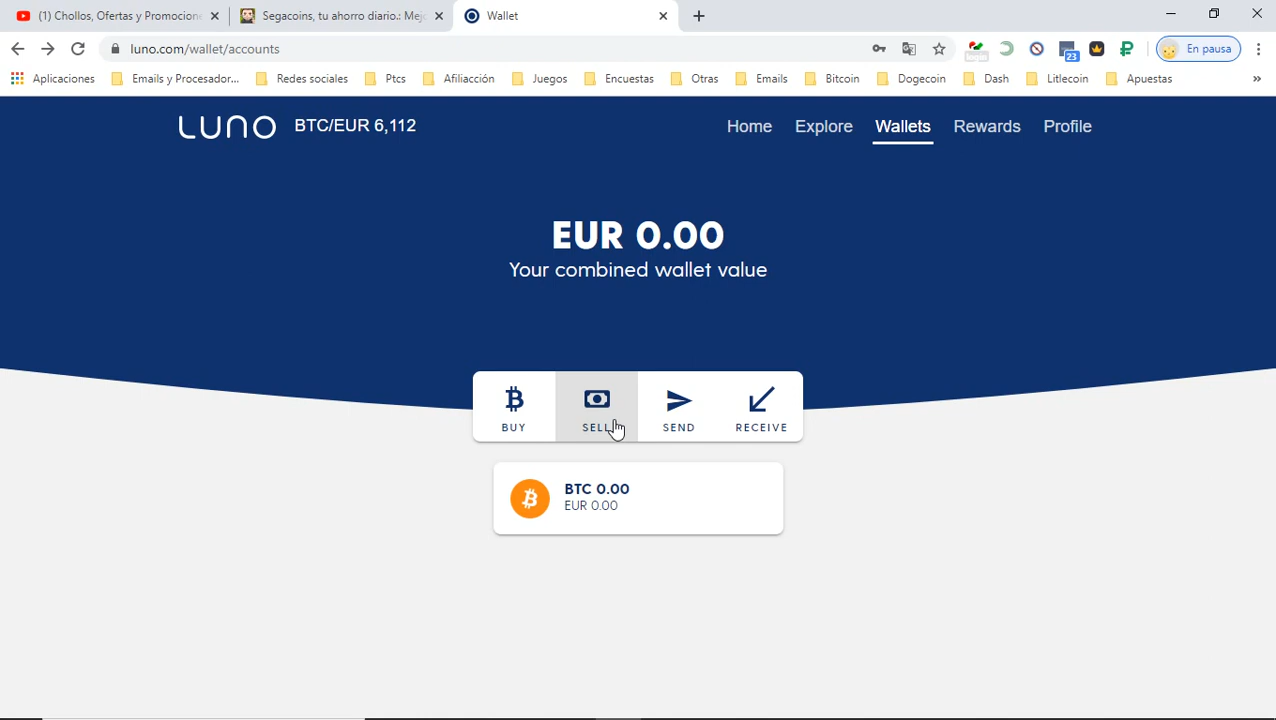 (1) Chollos, Ofertas y Promocione
Segacoins, tu ahorro diario.: Mejo
Wallet
luno.com/wallet/accounts
23
En pausa
Aplicaciones
Emails y Procesador...
Redes sociales
Ptcs
Afiliacción
Juegos
Encuestas
Otras
Emails
Bitcoin
Dogecoin
Dash
Litlecoin
Apuestas
»
LUNO
BTC/EUR 6,112
Home
Explore
Wallets
Rewards
Profile
EUR 0.00
Your combined wallet value
BUY
SELL
SEND
RECEIVE
BTC 0.00
EUR 0.00